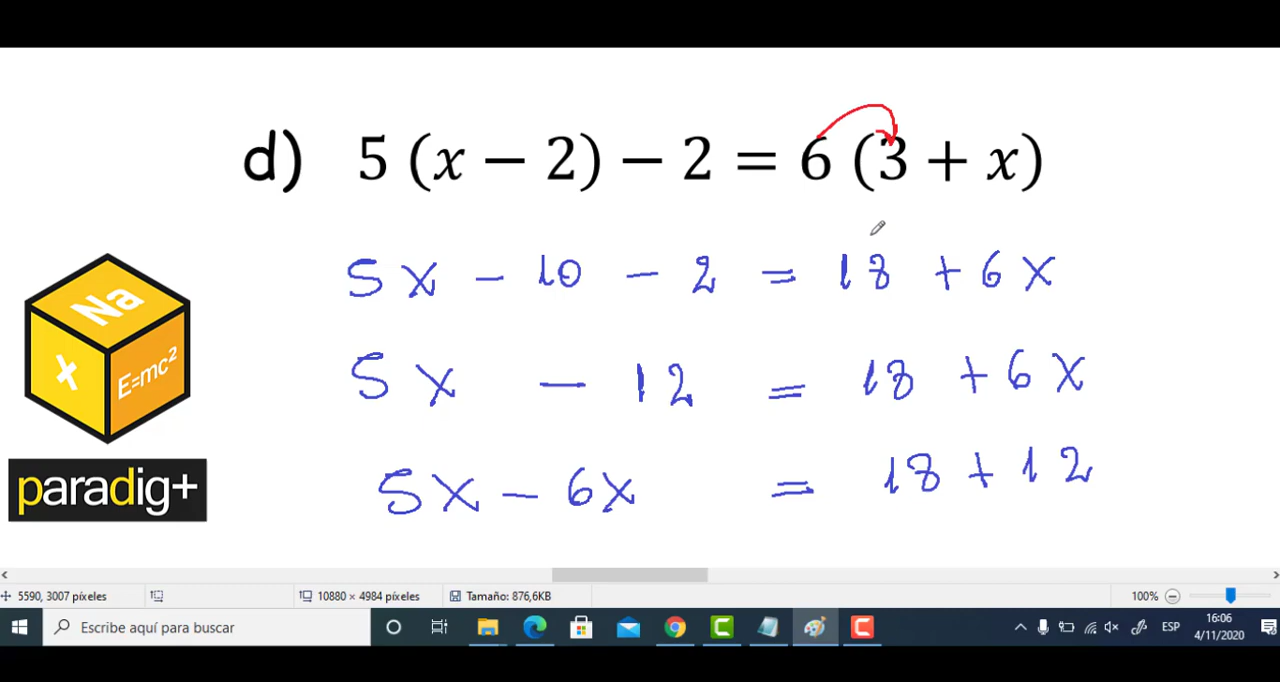 d) 5 (x − 2) − 2 = 6 (3 + x)
5x − 10 − 2 = 18 + 6x
5x − 12 = 18 + 6x
5x − 6x = 18 + 12
Na
x
E=mc²
paradig+
5590, 3007 píxeles
10880 × 4984 píxeles
Tamaño: 876,6KB
100%
Escribe aquí para buscar
ESP
16:06
4/11/2020